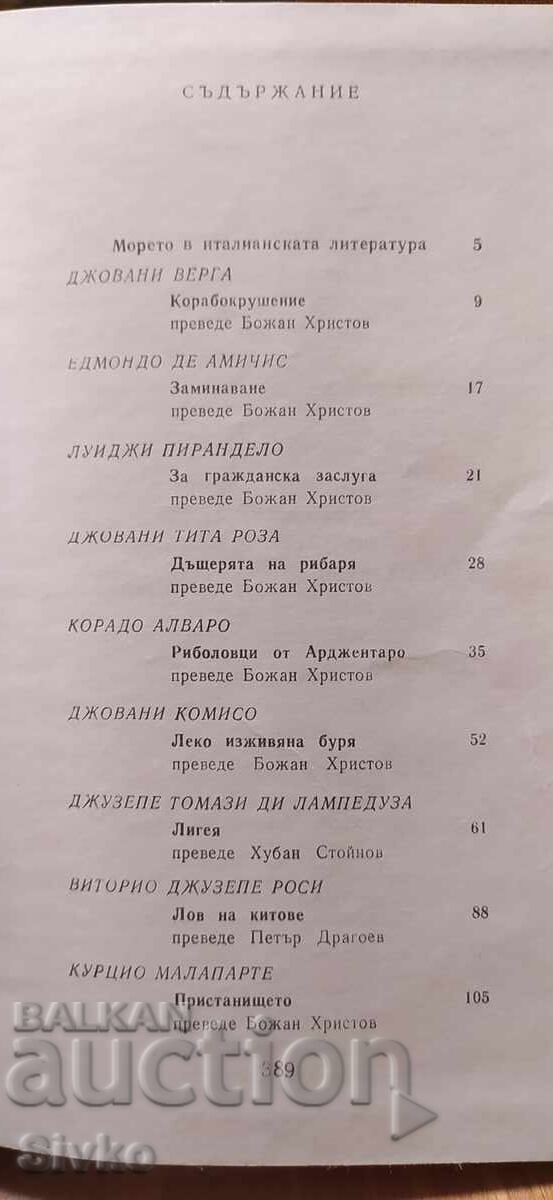 СЪДЪРЖАНИЕ
Морето в италианската литература 5
ДЖОВАНИ ВЕРГА
Корабокрушение 9
преведе Божан Христов
ЕДМОНДО ДЕ АМИЧИС
Заминаване 17
преведе Божан Христов
ЛУИДЖИ ПИРАНДЕЛО
За гражданска заслуга 21
преведе Божан Христов
ДЖОВАНИ ТИТА РОЗА
Дъщерята на рибаря 28
преведе Божан Христов
КОРАДО АЛВАРО
Риболовци от Арджентаро 35
преведе Божан Христов
ДЖОВАНИ КОМИСО
Леко изживяна буря 52
преведе Божан Христов
ДЖУЗЕПЕ ТОМАЗИ ДИ ЛАМПЕДУЗА
Лигея 61
преведе Хубан Стойнов
ВИТОРИО ДЖУЗЕПЕ РОСИ
Лов на китове 88
преведе Петър Драгоев
КУРЦИО МАЛАПАРТЕ
Пристанището 105
преведе Божан Христов
BALKAN
auction
389
Sivko